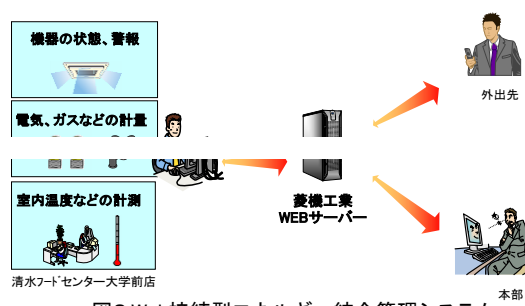 機器の状態、警報
電気、ガスなどの計量
室内温度などの計測
清水フードセンター大学前店
菱機工業
WEBサーバー
外出先
本部